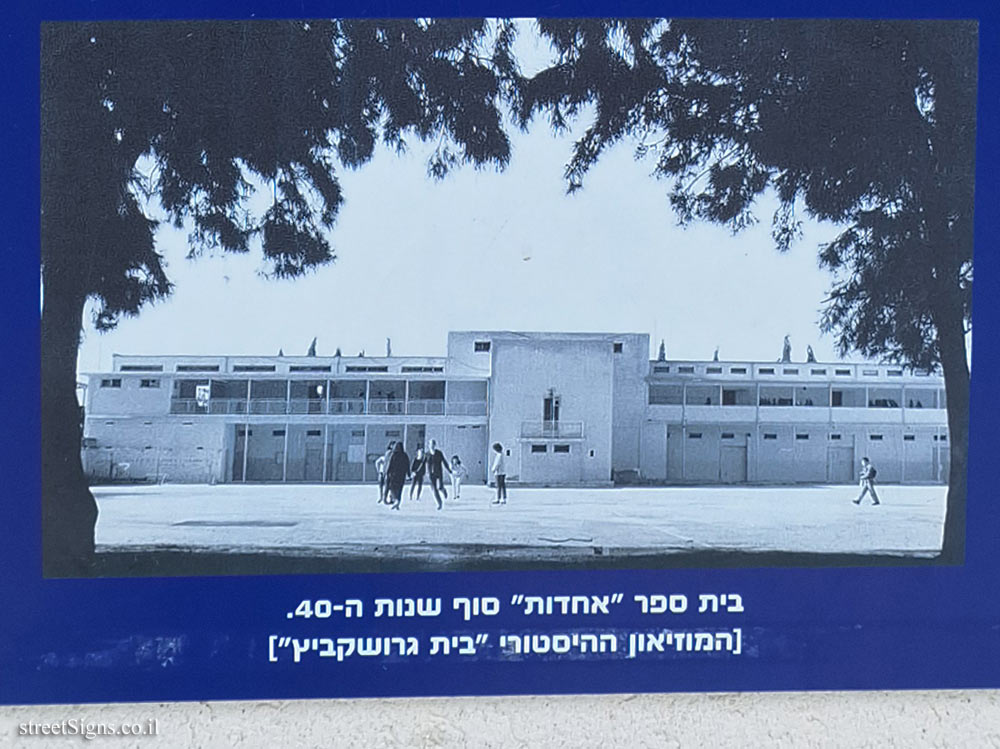 בית ספר "אחדות" סוף שנות ה-40.
[המוזיאון ההיסטורי "בית גרושקביץ"]
streetSigns.co.il